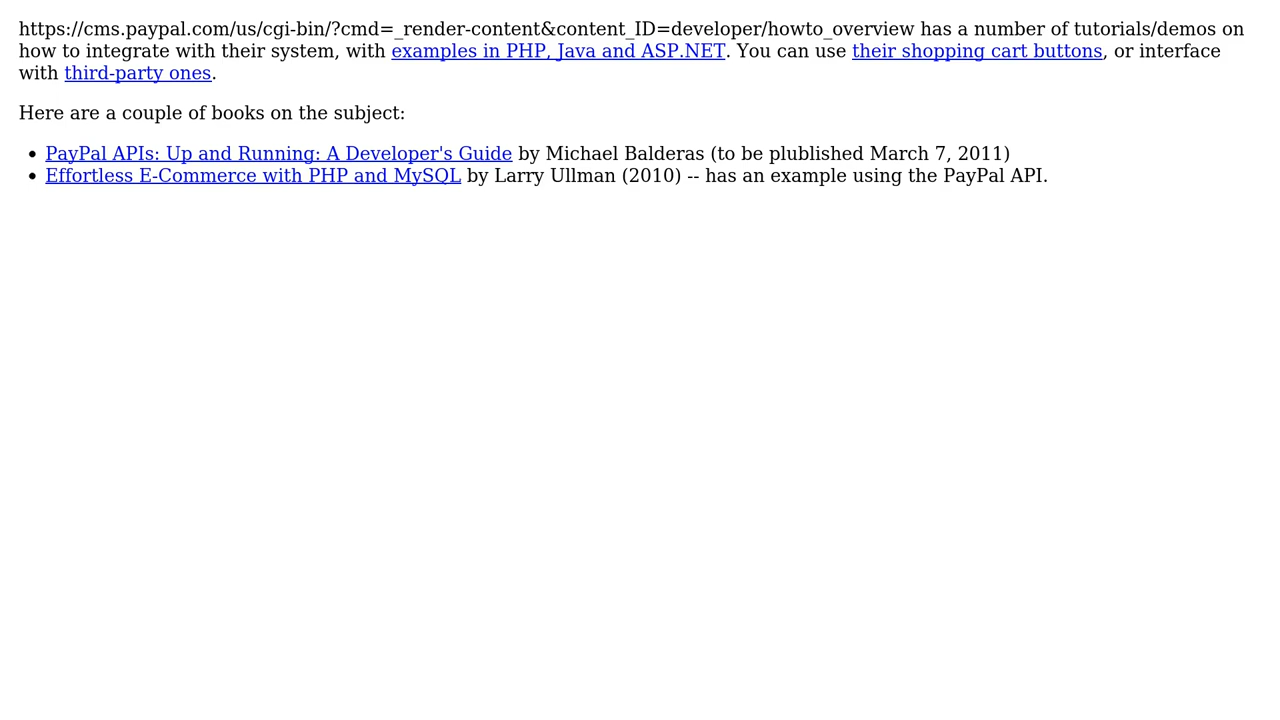 https://cms.paypal.com/us/cgi-bin/?cmd=_render-content&content_ID=developer/howto_overview has a number of tutorials/demos on
how to integrate with their system, with examples in PHP, Java and ASP.NET. You can use their shopping cart buttons, or interface
with third-party ones.
Here are a couple of books on the subject:
• PayPal APIs: Up and Running: A Developer's Guide by Michael Balderas (to be plublished March 7, 2011)
• Effortless E-Commerce with PHP and MySQL by Larry Ullman (2010) -- has an example using the PayPal API.